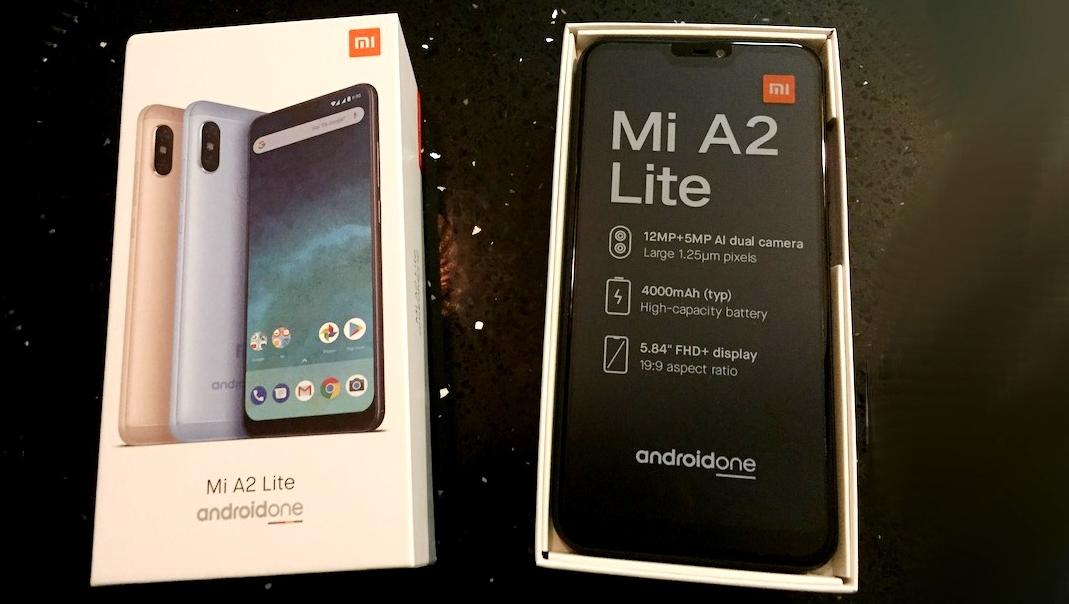 mi
Mi A2 Lite
androidone
mi
Mi A2
Lite
12MP+5MP AI dual camera
Large 1.25µm pixels
4000mAh (typ)
High-capacity battery
5.84" FHD+ display
19:9 aspect ratio
androidone